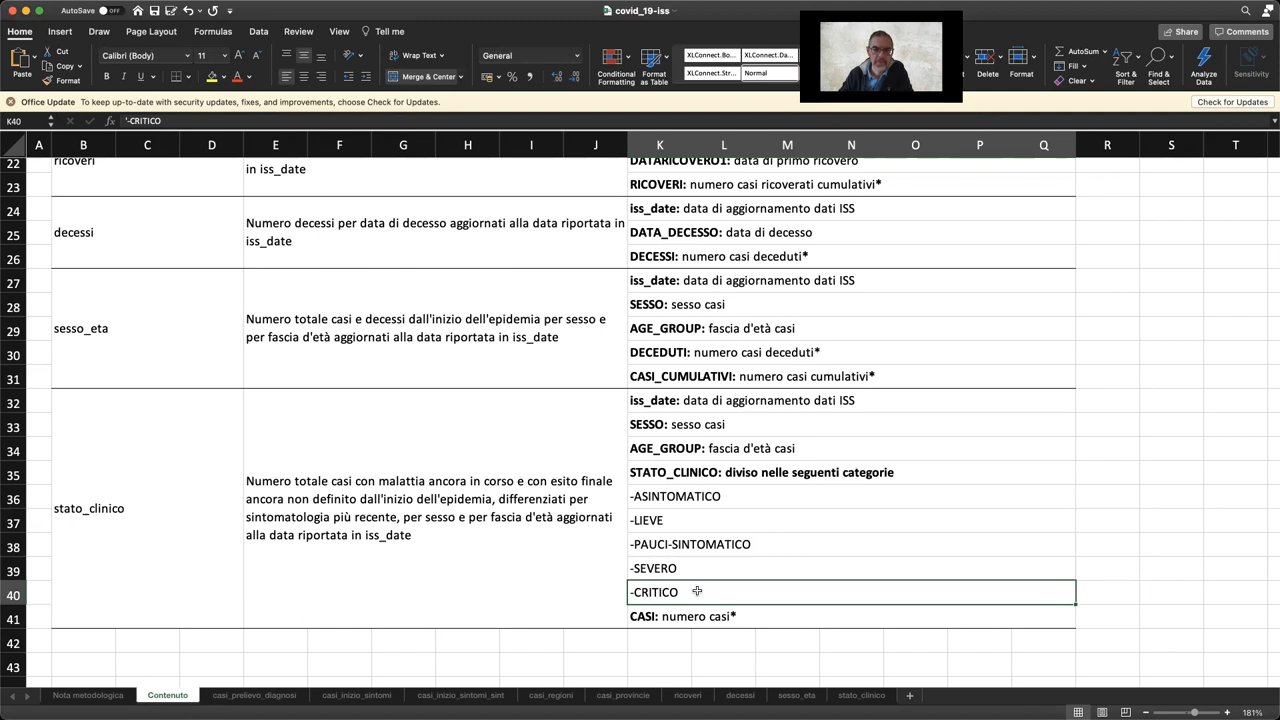 AutoSave OFF
covid_19-iss
Home Insert Draw Page Layout Formulas Data Review View Tell me
Share Comments
Paste
Cut
Copy
Format
Calibri (Body) 11
Wrap Text
Merge & Center
General
Conditional Formatting
Format as Table
XLConnect.Bo...
XLConnect.Da...
XLConnect.Str...
Normal
Delete
Format
AutoSum
Fill
Clear
Sort & Filter
Find & Select
Analyze Data
Sensitivity
Office Update To keep up-to-date with security updates, fixes, and improvements, choose Check for Updates. Check for Updates
K40 fx '-CRITICO
A B C D E F G H I J K L M N O P Q R S T
22 ricoveri DATARICOVERO1: data di primo ricovero
in iss_date
23 RICOVERI: numero casi ricoverati cumulativi*
24 iss_date: data di aggiornamento dati ISS
Numero decessi per data di decesso aggiornati alla data riportata in
25 decessi DATA_DECESSO: data di decesso
iss_date
26 DECESSI: numero casi deceduti*
27 iss_date: data di aggiornamento dati ISS
28 SESSO: sesso casi
Numero totale casi e decessi dall'inizio dell'epidemia per sesso e
29 sesso_eta AGE_GROUP: fascia d'età casi
per fascia d'età aggiornati alla data riportata in iss_date
30 DECEDUTI: numero casi deceduti*
31 CASI_CUMULATIVI: numero casi cumulativi*
32 iss_date: data di aggiornamento dati ISS
33 SESSO: sesso casi
34 AGE_GROUP: fascia d'età casi
35 STATO_CLINICO: diviso nelle seguenti categorie
Numero totale casi con malattia ancora in corso e con esito finale
36 -ASINTOMATICO
ancora non definito dall'inizio dell'epidemia, differenziati per
stato_clinico
sintomatologia più recente, per sesso e per fascia d'età aggiornati
37 -LIEVE
alla data riportata in iss_date
38 -PAUCI-SINTOMATICO
39 -SEVERO
40 -CRITICO
41 CASI: numero casi*
42
43
Nota metodologica Contenuto casi_prelievo_diagnosi casi_inizio_sintomi casi_inizio_sintomi_sint casi_regioni casi_provincie ricoveri decessi sesso_eta stato_clinico +
181%